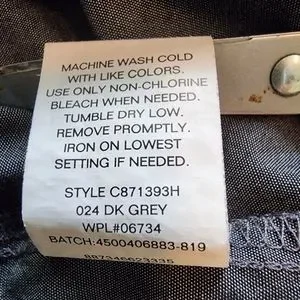 MACHINE WASH COLD
WITH LIKE COLORS.
USE ONLY NON-CHLORINE
BLEACH WHEN NEEDED.
TUMBLE DRY LOW.
REMOVE PROMPTLY.
IRON ON LOWEST
SETTING IF NEEDED.
STYLE C871393H
024 DK GREY
WPL#06734
BATCH:4500406883-819
887346623335